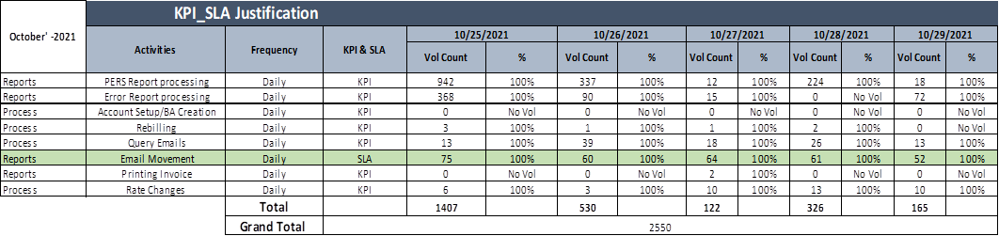 KPI_SLA Justification
October' -2021
10/25/2021 10/26/2021 10/27/2021 10/28/2021 10/29/2021
Activities Frequency KPI & SLA
Vol Count % Vol Count % Vol Count % Vol Count % Vol Count %
Reports PERS Report processing Daily KPI 942 100% 337 100% 12 100% 224 100% 18 100%
Reports Error Report processing Daily KPI 368 100% 90 100% 15 100% 0 No Vol 72 100%
Process Account Setup/BA Creation Daily KPI 0 No Vol 0 No Vol 0 No Vol 0 No Vol 0 No Vol
Process Rebilling Daily KPI 3 100% 1 100% 1 100% 2 100% 0 No Vol
Process Query Emails Daily KPI 13 100% 39 100% 18 100% 26 100% 13 100%
Reports Email Movement Daily SLA 75 100% 60 100% 64 100% 61 100% 52 100%
Reports Printing Invoice Daily KPI 0 No Vol 0 No Vol 2 100% 0 No Vol 0 No Vol
Process Rate Changes Daily KPI 6 100% 3 100% 10 100% 13 100% 10 100%
Total 1407 530 122 326 165
Grand Total 2550